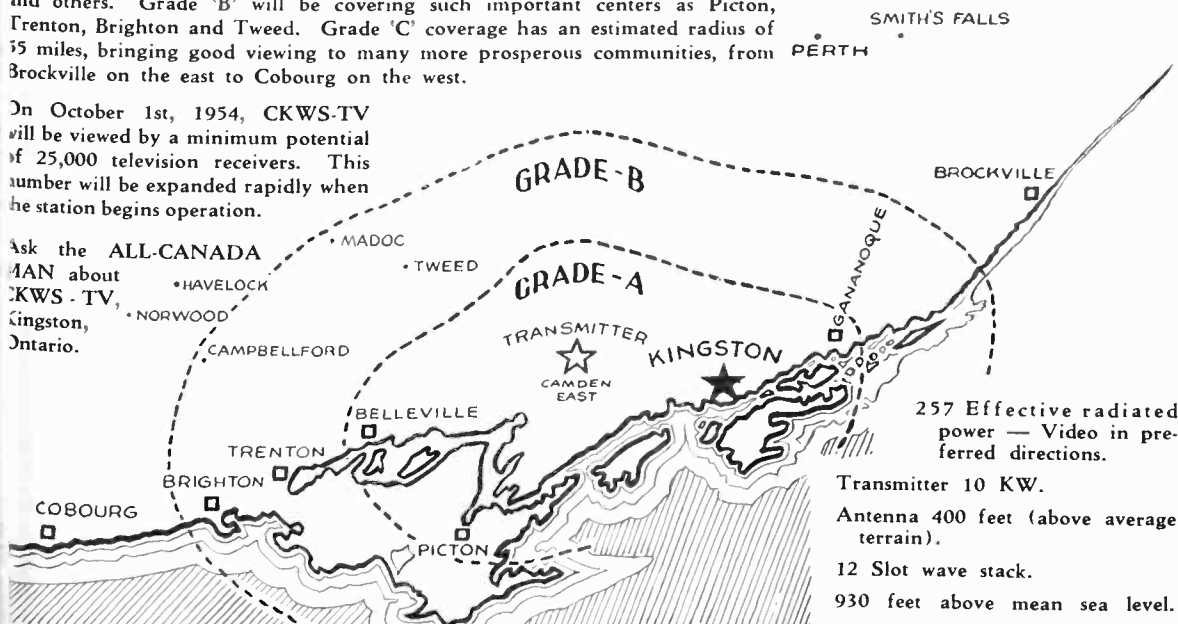 and others. Grade 'B' will be covering such important centers as Picton,
Trenton, Brighton and Tweed. Grade 'C' coverage has an estimated radius of
55 miles, bringing good viewing to many more prosperous communities, from
Brockville on the east to Cobourg on the west.
On October 1st, 1954, CKWS-TV
will be viewed by a minimum potential
of 25,000 television receivers. This
number will be expanded rapidly when
the station begins operation.
Ask the ALL-CANADA
MAN about
CKWS - TV,
Kingston,
Ontario.
SMITH'S FALLS
PERTH
BROCKVILLE
GRADE-B
GANANOQUE
MADOC
TWEED
HAVELOCK
NORWOOD
GRADE-A
CAMPBELLFORD
TRANSMITTER
CAMDEN
EAST
KINGSTON
BELLEVILLE
TRENTON
BRIGHTON
COBOURG
PICTON
257 Effective radiated
power — Video in pre-
ferred directions.
Transmitter 10 KW.
Antenna 400 feet (above average
terrain).
12 Slot wave stack.
930 feet above mean sea level.